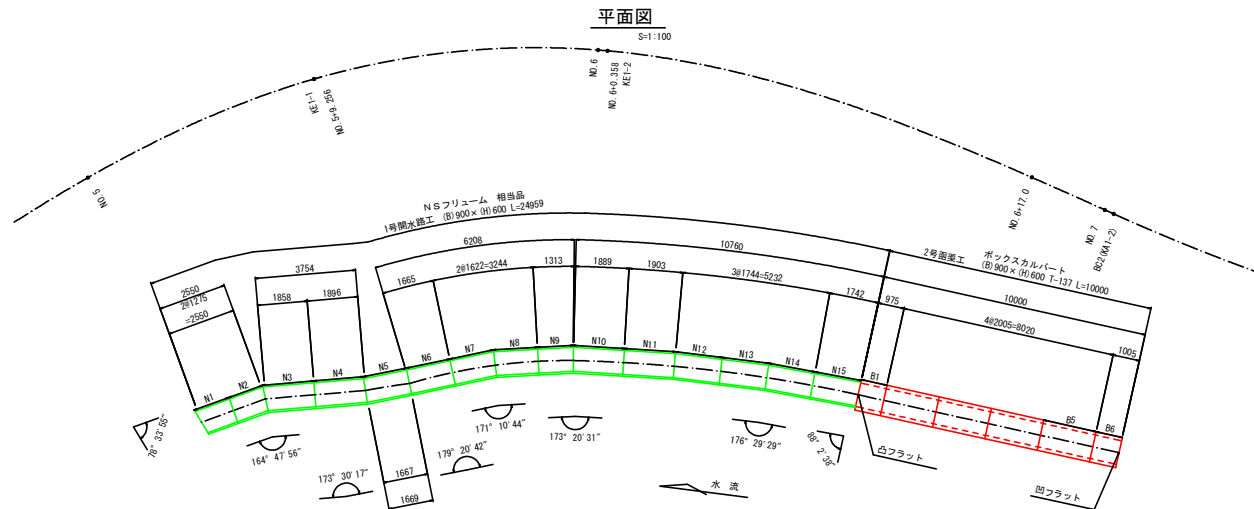 平面図
S=1:100
NO.5
KE1-1
NO.5+9.256
NO.6
NO.6+0.358
KE1-2
NO.6+17.0
NO.7
BC2(KA1-2)
NSフリューム 相当品
1号開水路工 (B)900×(H)600 L=24959
2号函渠工 ボックスカルバート
(B)900×(H)600 T-137 L=10000
2550
2@1275
=2550
3754
1858
1896
6208
1665
2@1622=3244
1313
10760
1889
1903
3@1744=5232
1742
10000
975
4@2005=8020
1005
N1
N2
N3
N4
N5
N6
N7
N8
N9
N10
N11
N12
N13
N14
N15
B1
B5
B6
78° 33′55″
164° 47′56″
173° 30′17″
179° 20′42″
171° 10′44″
173° 20′31″
176° 29′29″
88° 2′38″
1667
1669
水 流
凸フラット
凹フラット